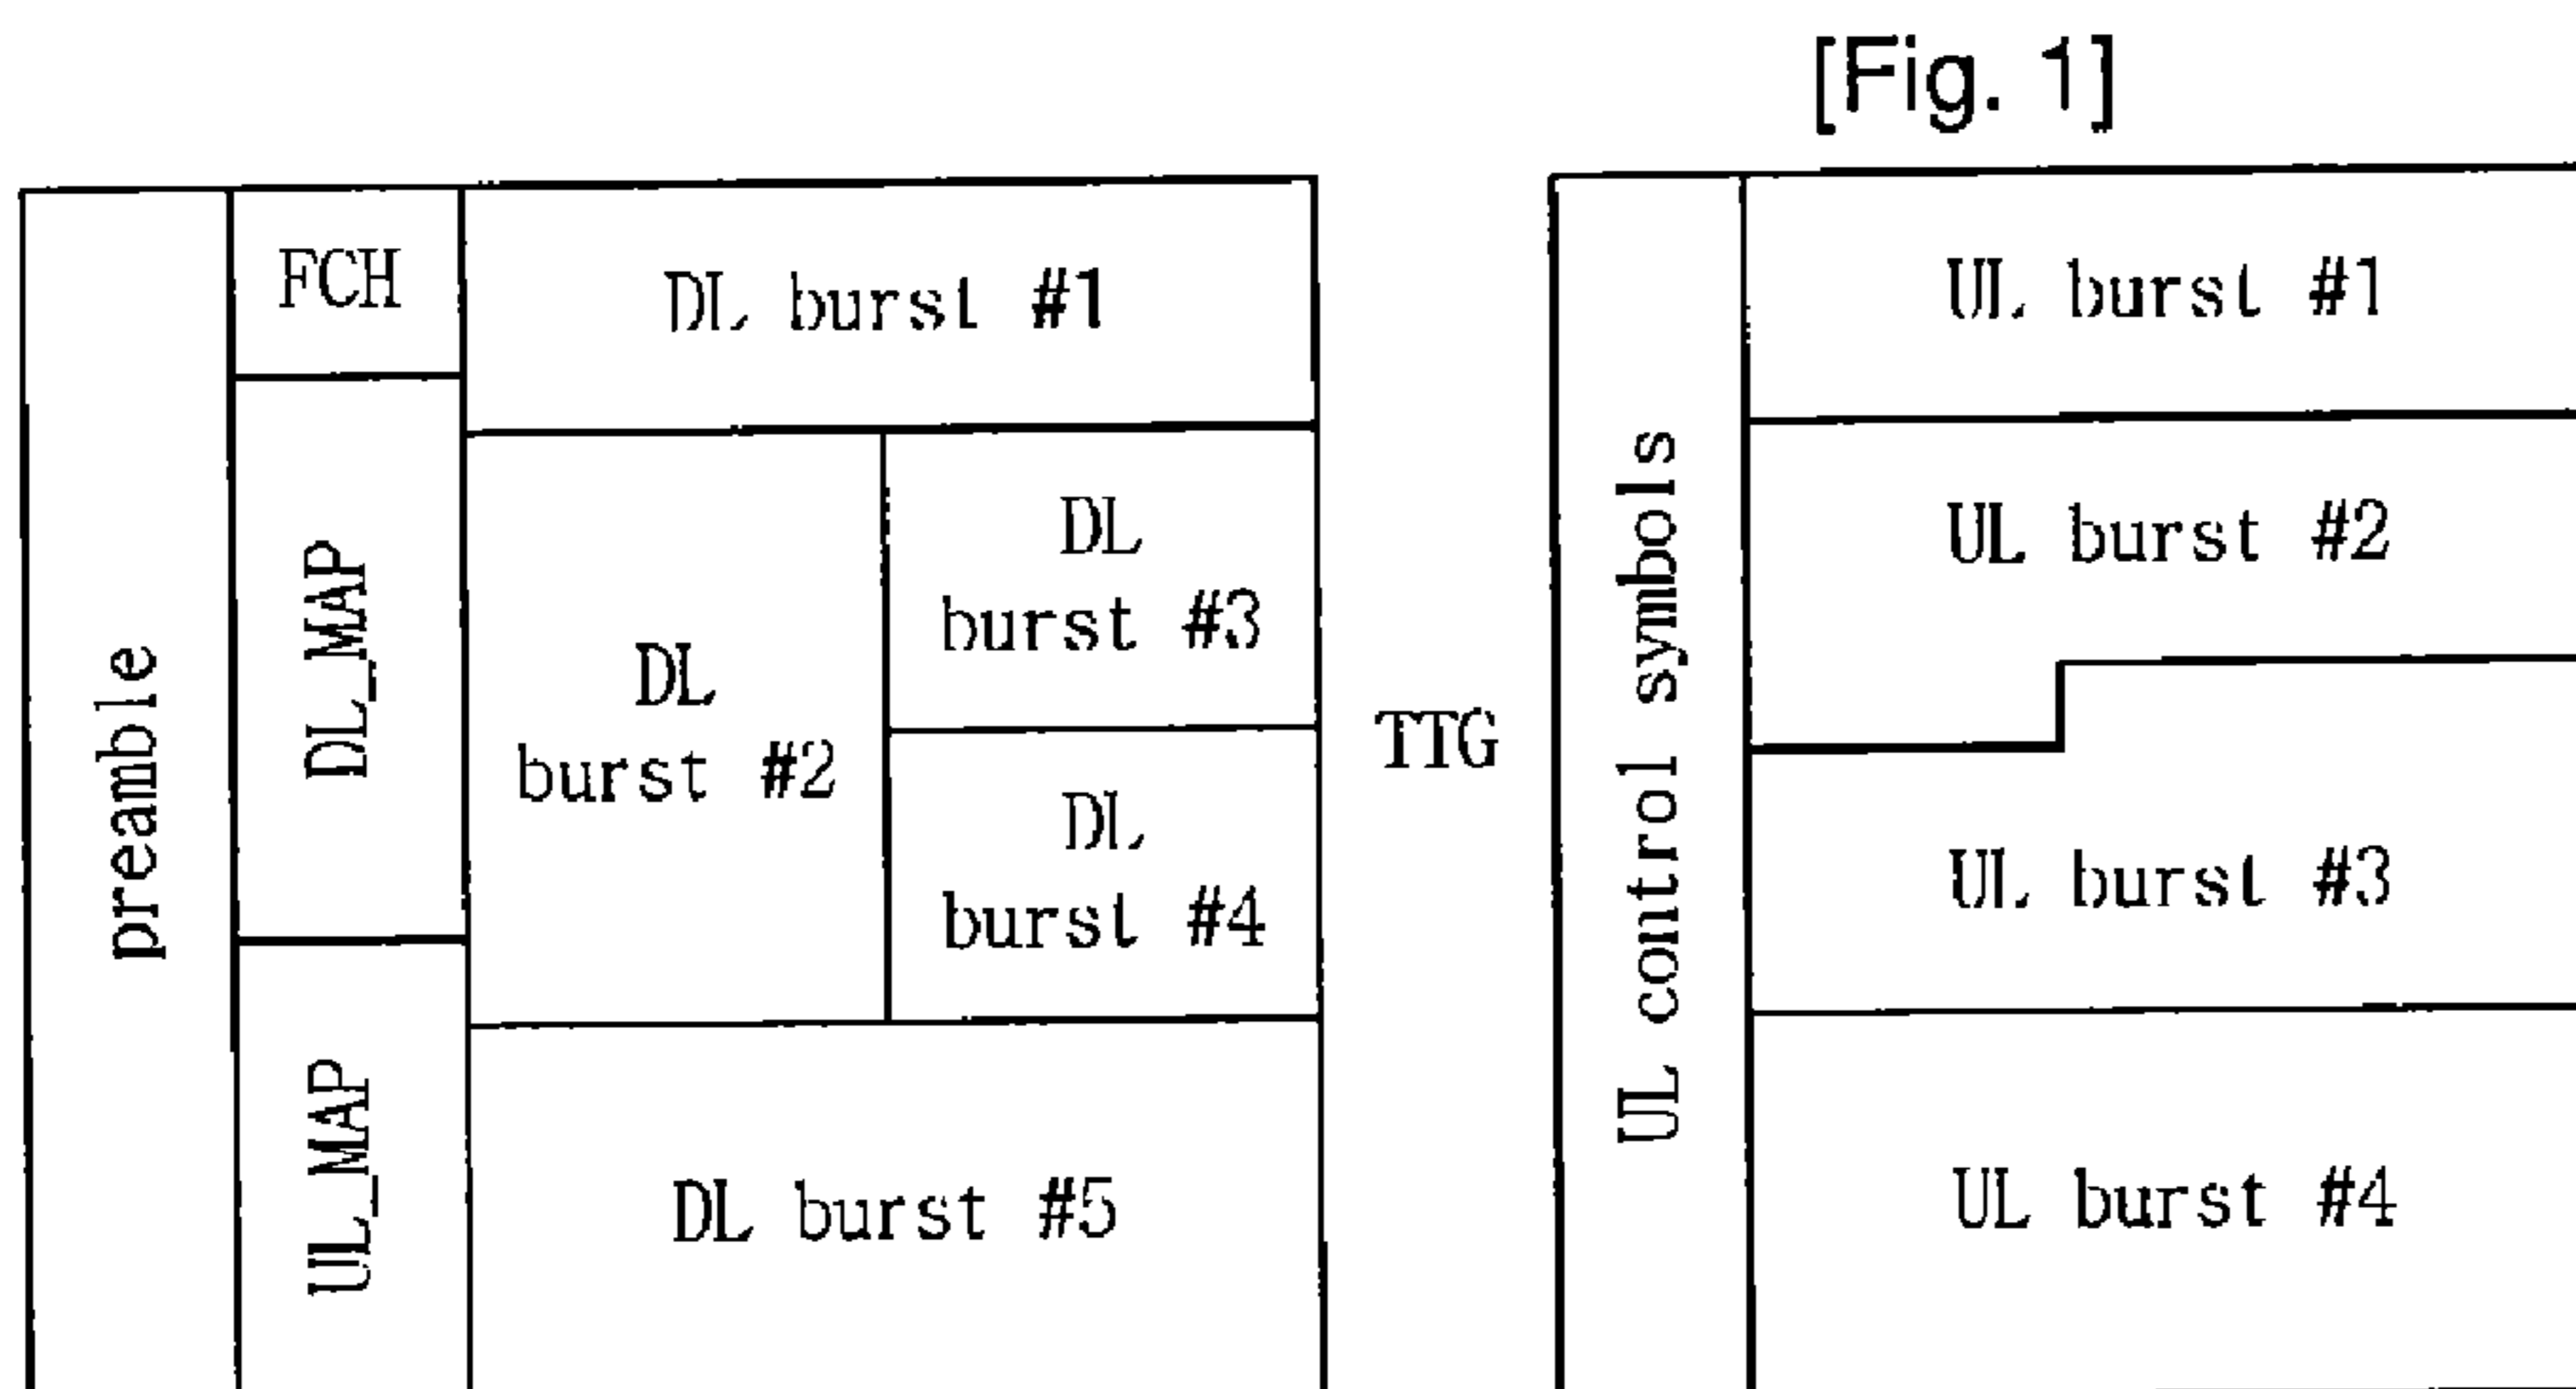 [Fig. 1]
preamble
FCH
DL_MAP
UL_MAP
DL burst #1
DL
burst #2
DL
burst #3
DL
burst #4
DL burst #5
TTG
UL control symbols
UL burst #1
UL burst #2
UL burst #3
UL burst #4